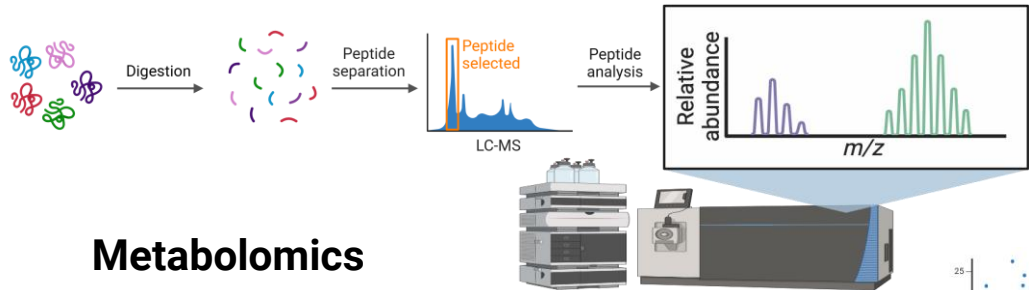 Digestion
Peptide
separation
Peptide
selected
LC-MS
Peptide
analysis
Relative
abundance
m/z
Metabolomics
25